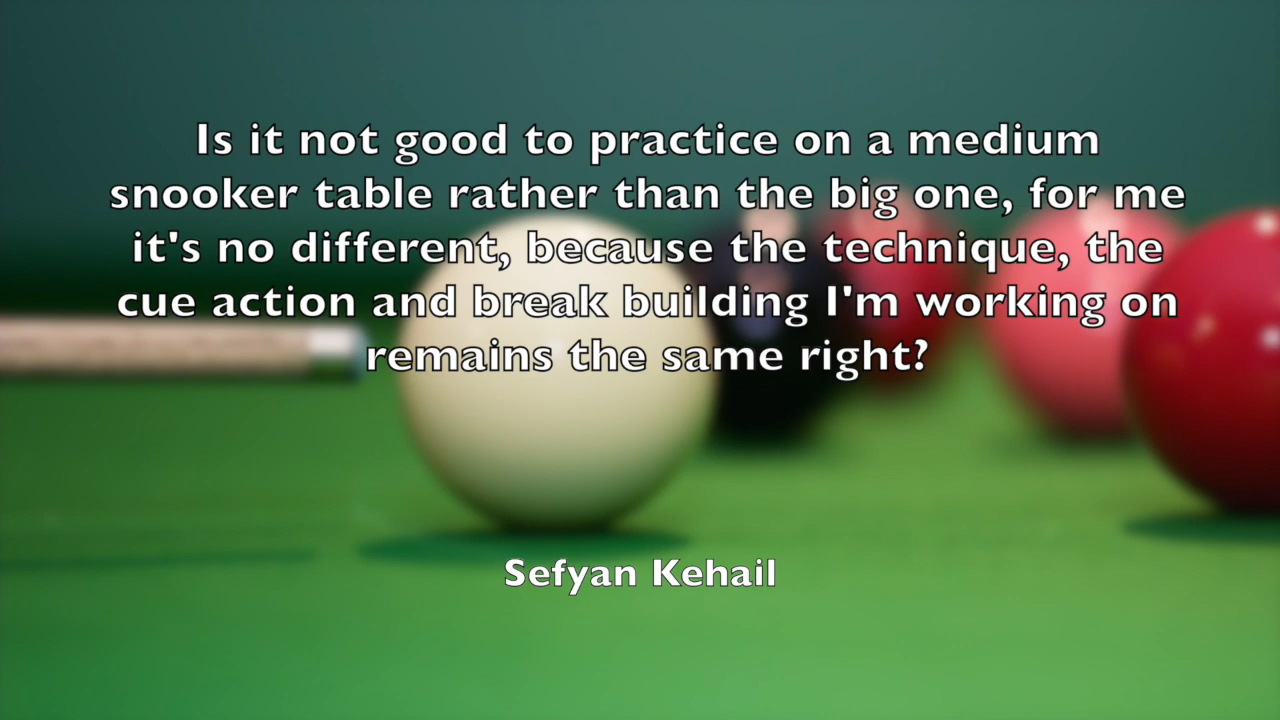 Is it not good to practice on a medium
snooker table rather than the big one, for me
it's no different, because the technique, the
cue action and break building I'm working on
remains the same right?
Sefyan Kehail